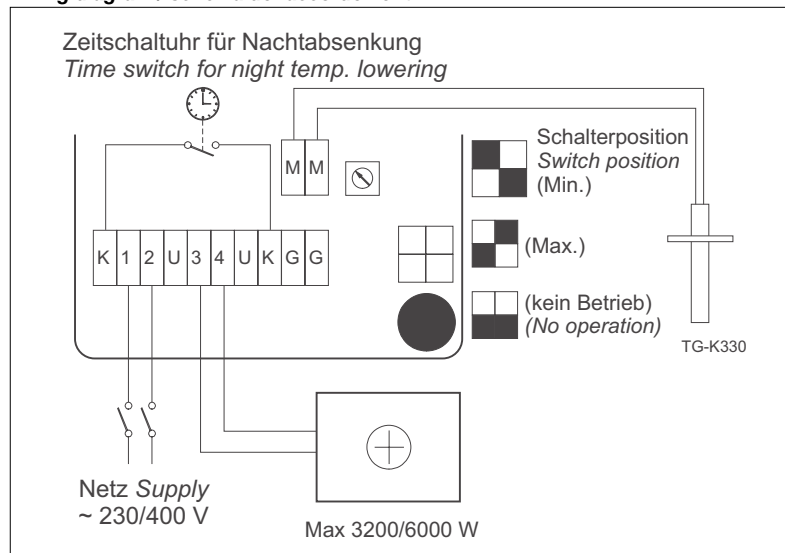 Zeitschaltuhr für Nachtabsenkung
Time switch for night temp. lowering
M M
Schalterposition
Switch position
(Min.)
K 1 2 U 3 4 U K G G
(Max.)
(kein Betrieb)
(No operation)
TG-K330
Netz Supply
~ 230/400 V
Max 3200/6000 W